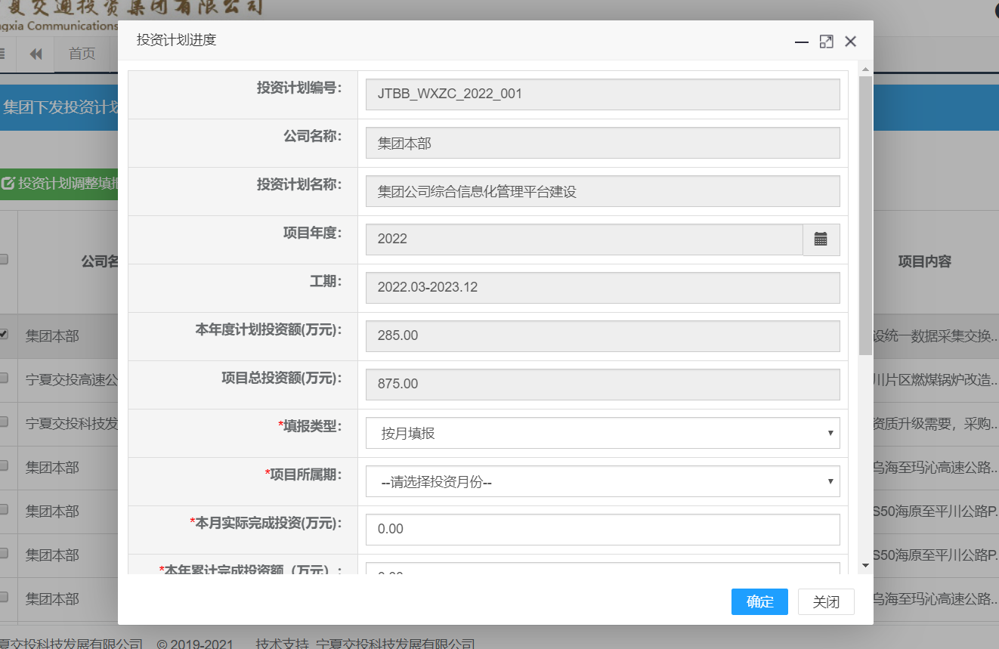 夏交通投资集团有限公司
ngxia Communications
首页
投资计划进度
集团下发投资计划
投资计划调整填报
公司名
项目内容
投资计划编号：
JTBB_WXZC_2022_001
公司名称：
集团本部
投资计划名称：
集团公司综合信息化管理平台建设
项目年度：
2022
工期：
2022.03-2023.12
本年度计划投资额(万元)：
285.00
项目总投资额(万元)：
875.00
*填报类型：
按月填报
*项目所属期：
--请选择投资月份--
*本月实际完成投资(万元)：
0.00
*本年累计完成投资额（万元）：
0.00
确定
关闭
集团本部
设统一数据采集交换..
宁夏交投高速公
川片区燃煤锅炉改造..
宁夏交投科技发
资质升级需要，采购..
集团本部
乌海至玛沁高速公路..
集团本部
S50海原至平川公路P.
集团本部
S50海原至平川公路P.
集团本部
乌海至玛沁高速公路..
夏交投科技发展有限公司 © 2019-2021 技术支持 宁夏交投科技发展有限公司